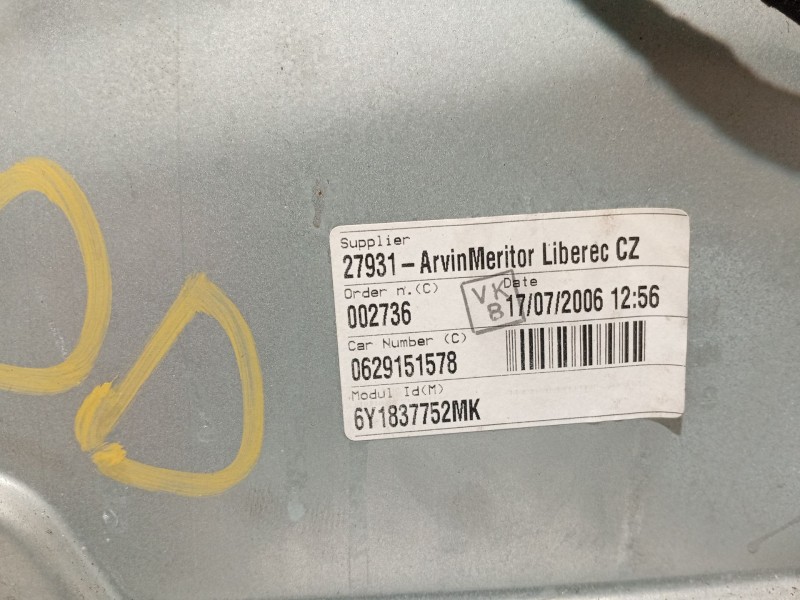 Supplier
27931-ArvinMeritor Liberec CZ
Order n.(C)
Date
002736
VK
B
17/07/2006 12:56
Car Number (C)
0629151578
Modul Id(M)
6Y1837752MK